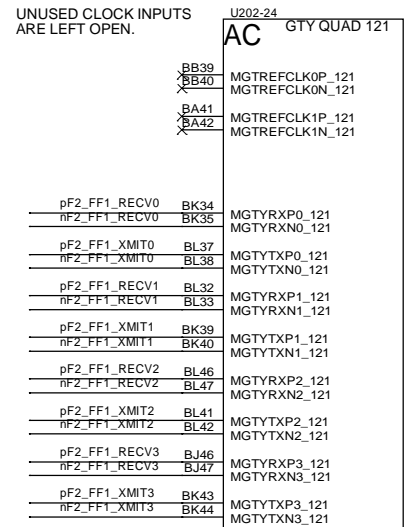 UNUSED CLOCK INPUTS
ARE LEFT OPEN.
U202-24
AC GTY QUAD 121
BB39 MGTREFCLK0P_121
BB40 MGTREFCLK0N_121
BA41 MGTREFCLK1P_121
BA42 MGTREFCLK1N_121
pF2_FF1_RECV0 BK34 MGTYRXP0_121
nF2_FF1_RECV0 BK35 MGTYRXN0_121
pF2_FF1_XMIT0 BL37 MGTYTXP0_121
nF2_FF1_XMIT0 BL38 MGTYTXN0_121
pF2_FF1_RECV1 BL32 MGTYRXP1_121
nF2_FF1_RECV1 BL33 MGTYRXN1_121
pF2_FF1_XMIT1 BK39 MGTYTXP1_121
nF2_FF1_XMIT1 BK40 MGTYTXN1_121
pF2_FF1_RECV2 BL46 MGTYRXP2_121
nF2_FF1_RECV2 BL47 MGTYRXN2_121
pF2_FF1_XMIT2 BL41 MGTYTXP2_121
nF2_FF1_XMIT2 BL42 MGTYTXN2_121
pF2_FF1_RECV3 BJ46 MGTYRXP3_121
nF2_FF1_RECV3 BJ47 MGTYRXN3_121
pF2_FF1_XMIT3 BK43 MGTYTXP3_121
nF2_FF1_XMIT3 BK44 MGTYTXN3_121